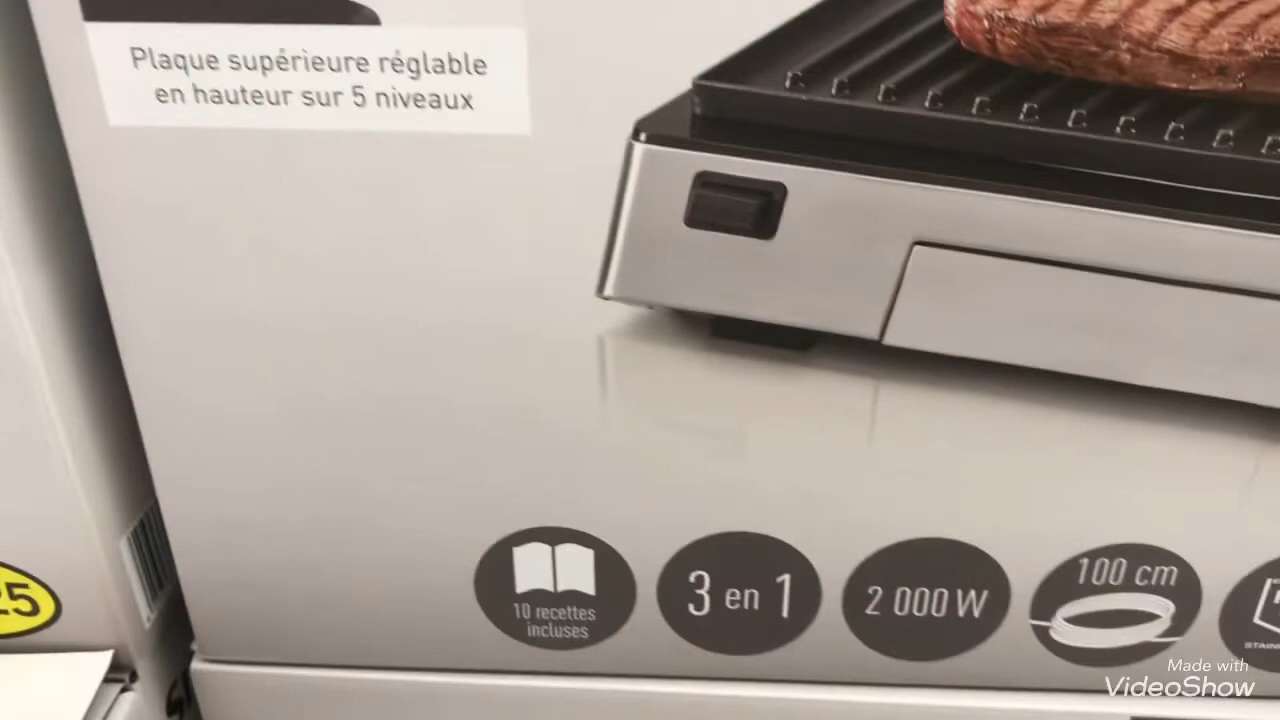 Plaque supérieure réglable
en hauteur sur 5 niveaux
10 recettes
incluses
3 en 1
2 000 W
100 cm
25
Made with
VideoShow